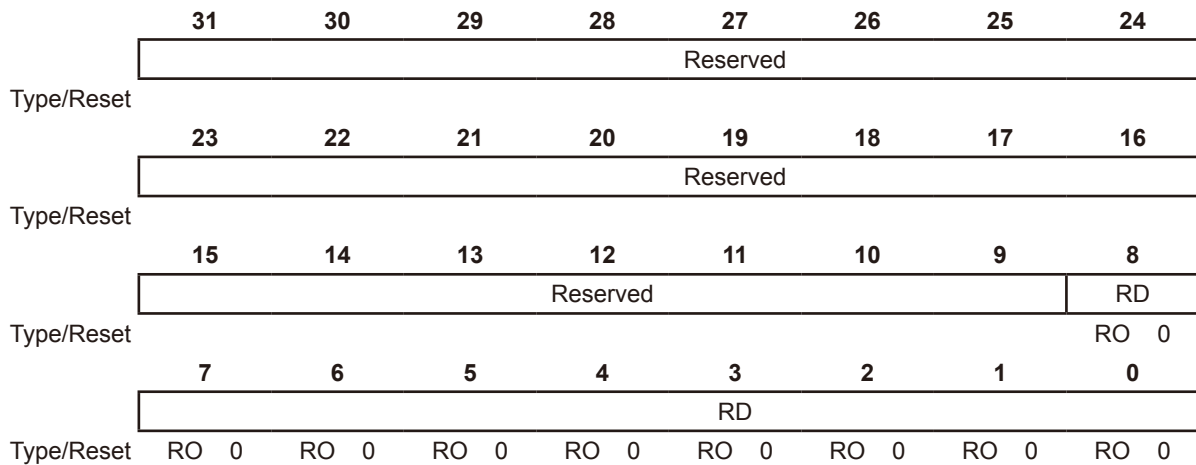 31 30 29 28 27 26 25 24
Reserved
Type/Reset
23 22 21 20 19 18 17 16
Reserved
Type/Reset
15 14 13 12 11 10 9 8
Reserved RD
Type/Reset RO 0
7 6 5 4 3 2 1 0
RD
Type/Reset RO 0 RO 0 RO 0 RO 0 RO 0 RO 0 RO 0 RO 0